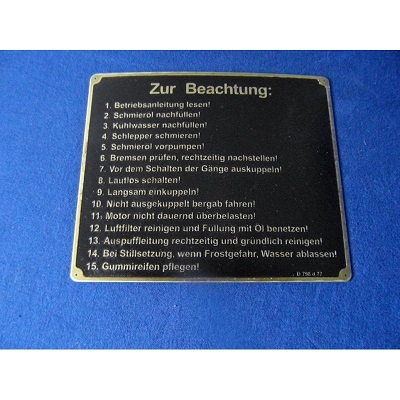 Zur Beachtung:
1. Betriebsanleitung lesen!
2. Schmieröl nachfüllen!
3. Kühlwasser nachfüllen!
4. Schlepper schmieren!
5. Schmieröl vorpumpen!
6. Bremsen prüfen, rechtzeitig nachstellen!
7. Vor dem Schalten der Gänge auskuppeln!
8. Lautlos schalten!
9. Langsam einkuppeln!
10. Nicht ausgekuppelt bergab fahren!
11. Motor nicht dauernd überbelasten!
12. Luftfilter reinigen und Füllung mit Öl benetzen!
13. Auspuffleitung rechtzeitig und gründlich reinigen!
14. Bei Stillsetzung, wenn Frostgefahr, Wasser ablassen!
15. Gummireifen pflegen!
D 798 d 77